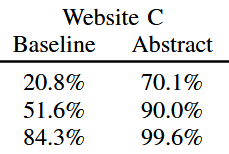 Website C
Baseline Abstract
20.8% 70.1%
51.6% 90.0%
84.3% 99.6%